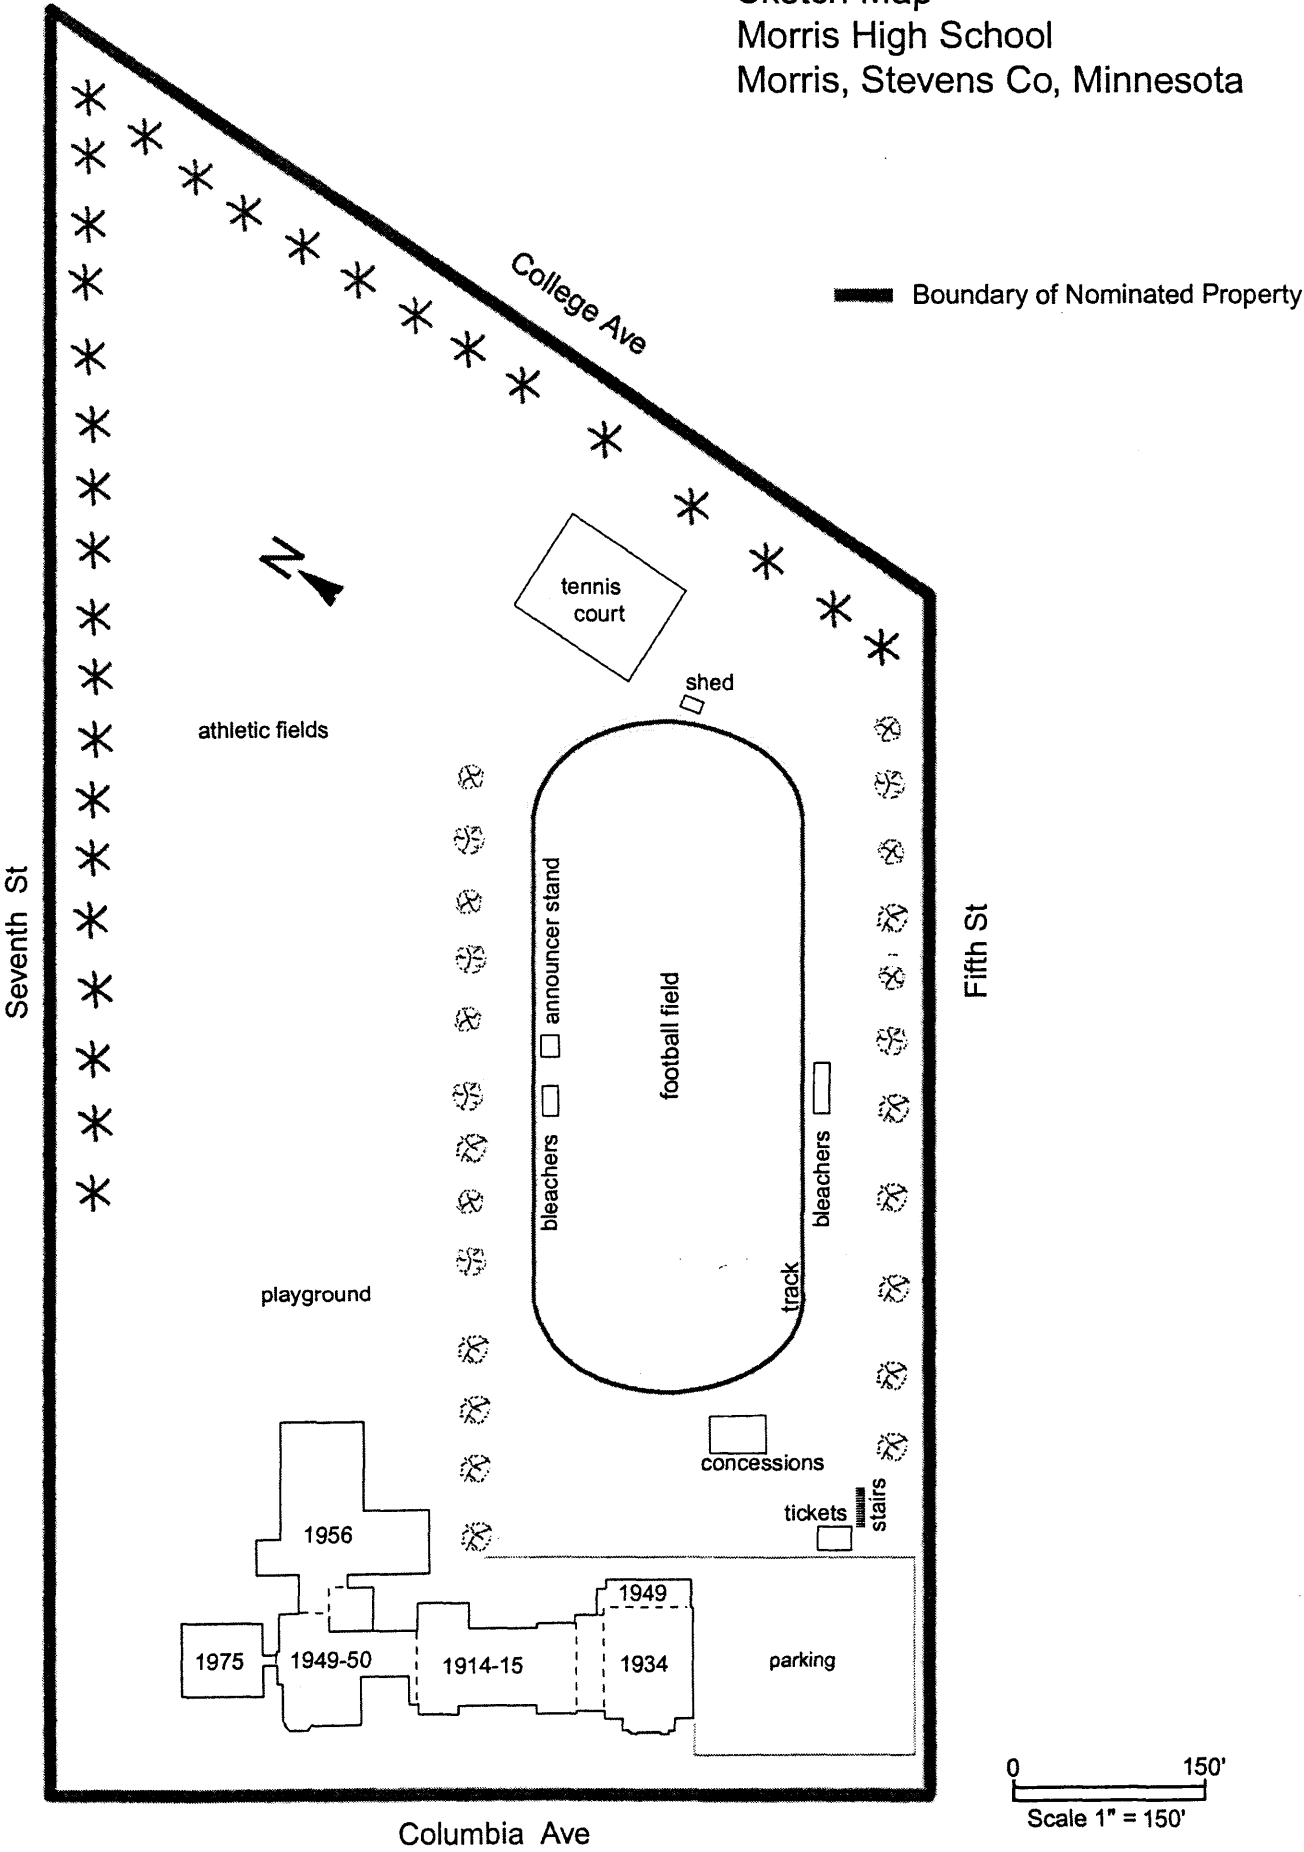 Sketch Map
Morris High School
Morris, Stevens Co, Minnesota
College Ave
Boundary of Nominated Property
N
tennis
court
shed
athletic fields
Seventh St
announcer stand
football field
Fifth St
bleachers
bleachers
track
playground
concessions
tickets
stairs
1956
1949
1975
1949-50
1914-15
1934
parking
0 150'
Scale 1" = 150'
Columbia Ave